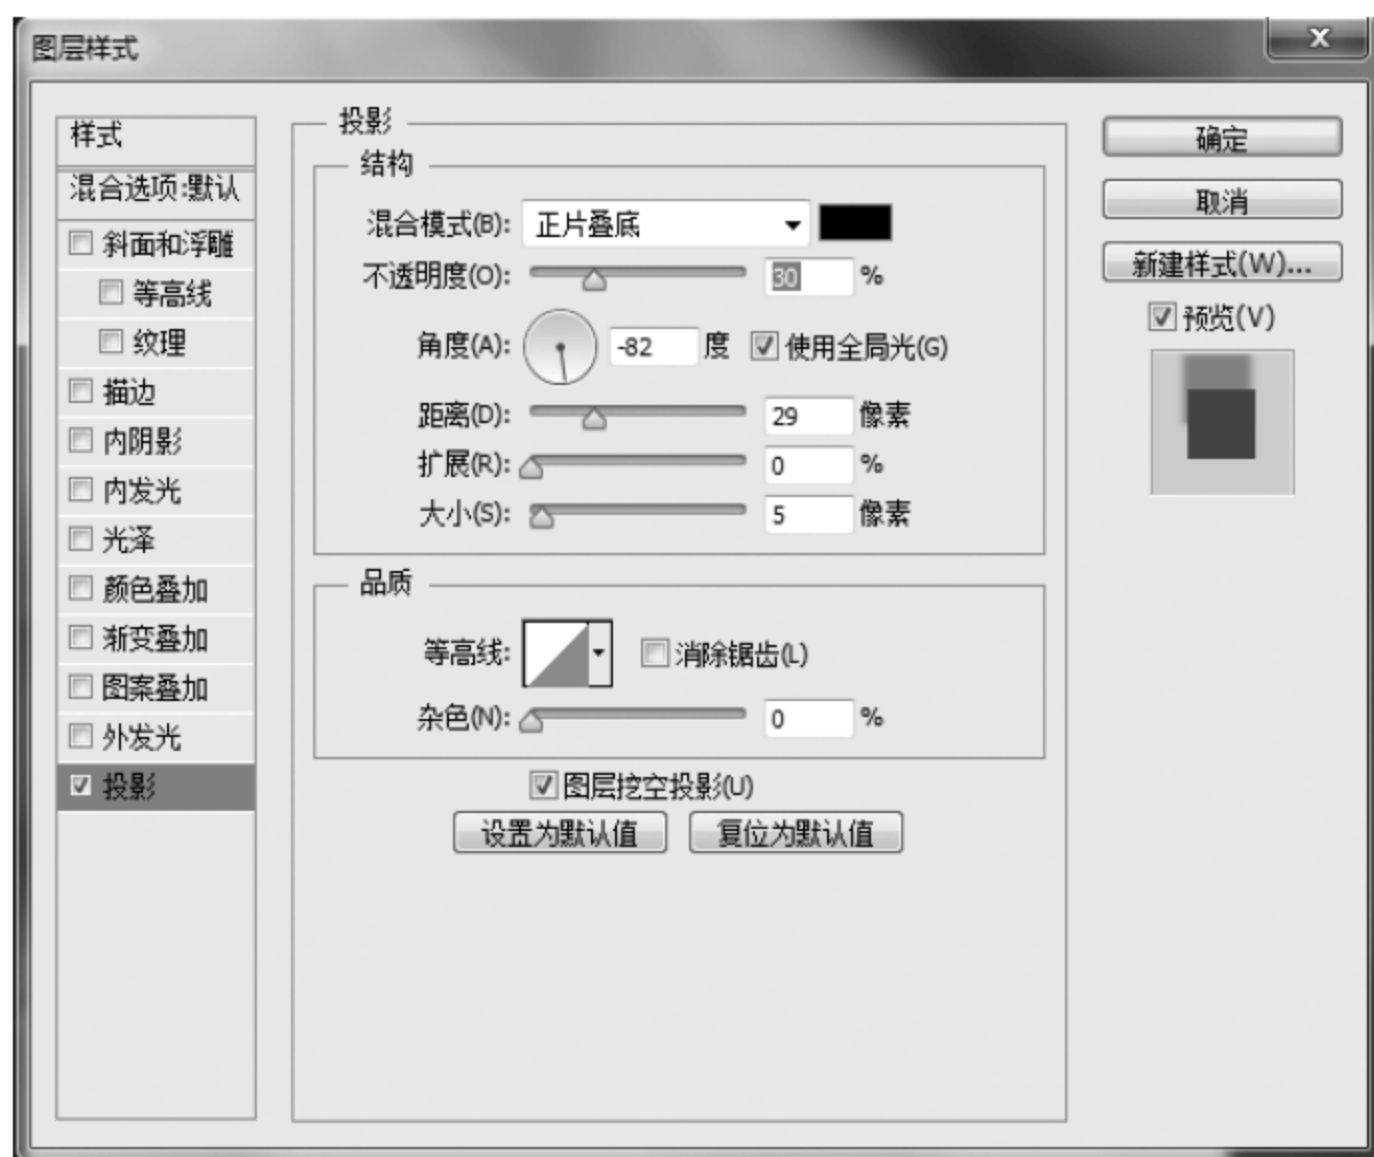 图层样式
x
样式
混合选项:默认
斜面和浮雕
等高线
纹理
描边
内阴影
内发光
光泽
颜色叠加
渐变叠加
图案叠加
外发光
投影
投影
结构
混合模式(B): 正片叠底
不透明度(O): 30 %
角度(A): -82 度 使用全局光(G)
距离(D): 29 像素
扩展(R): 0 %
大小(S): 5 像素
品质
等高线: 消除锯齿(L)
杂色(N): 0 %
图层挖空投影(U)
设置为默认值 复位为默认值
确定
取消
新建样式(W)...
预览(V)